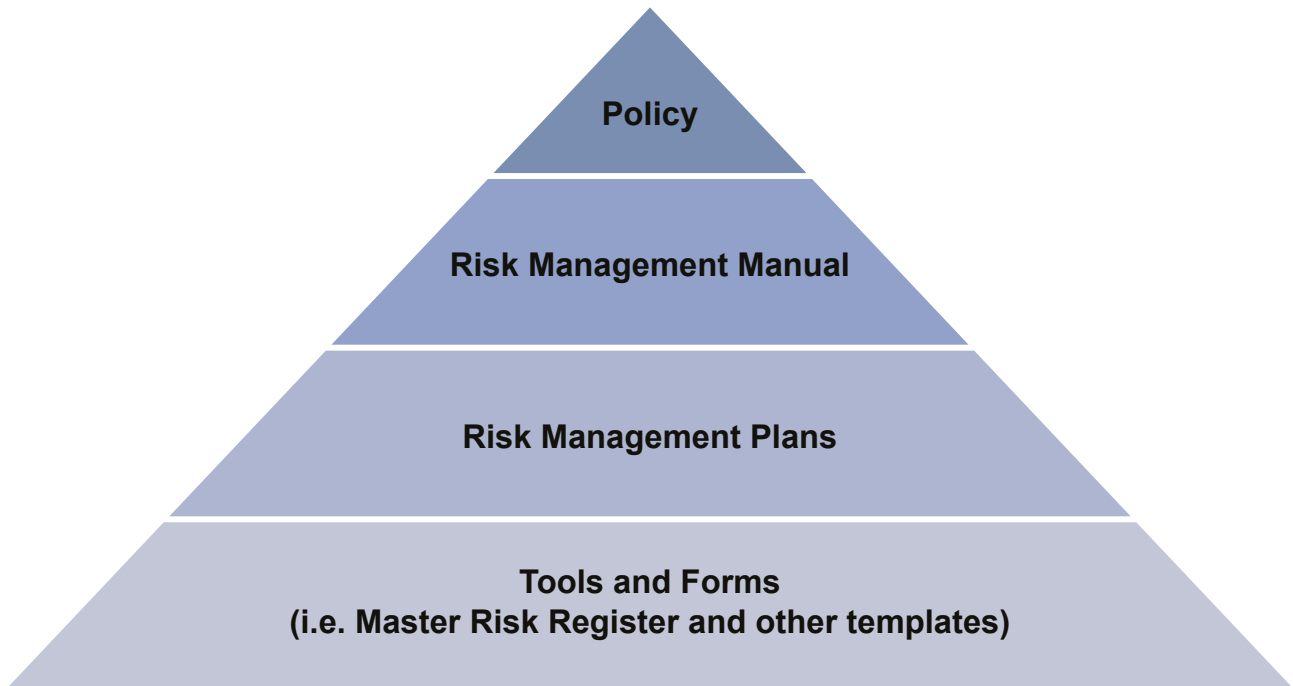 Policy
Risk Management Manual
Risk Management Plans
Tools and Forms
(i.e. Master Risk Register and other templates)